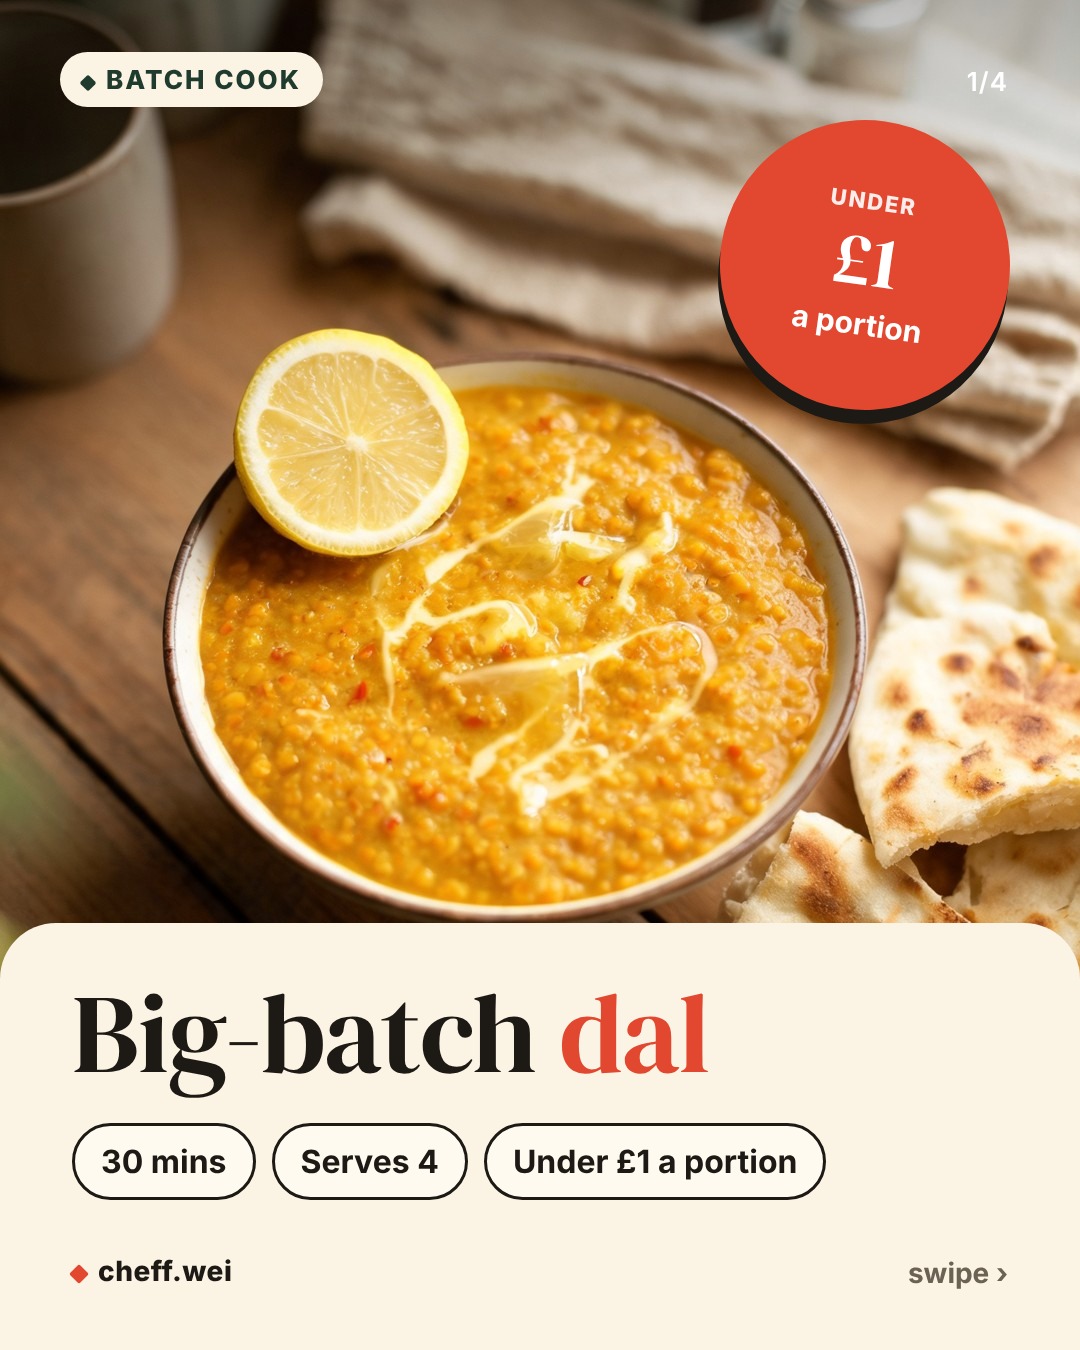 BATCH COOK
1/4
UNDER
£1
a portion
Big-batch dal
30 mins
Serves 4
Under £1 a portion
cheff.wei
swipe ›